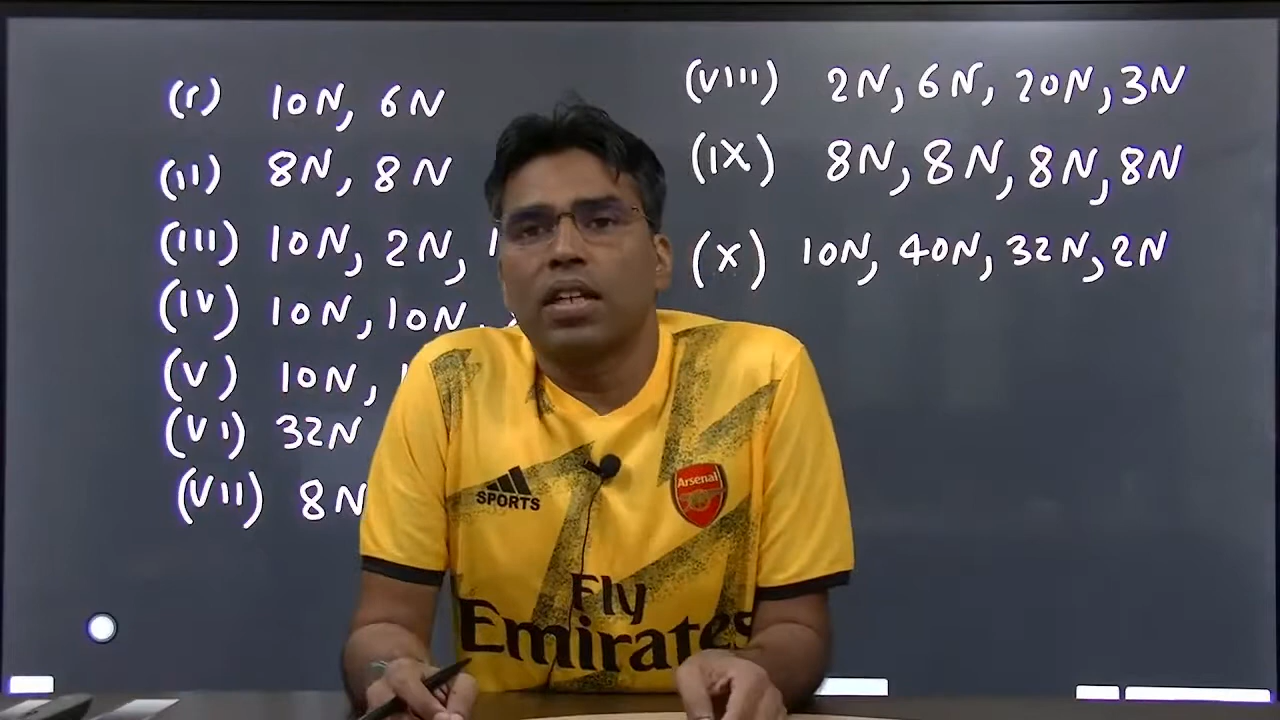 (i) 10N, 6N
(ii) 8N, 8N
(iii) 10N, 2N,
(iv) 10N, 10N,
(v) 10N,
(vi) 32N
(vii) 8N
(viii) 2N, 6N, 20N, 3N
(ix) 8N, 8N, 8N, 8N
(x) 10N, 40N, 32N, 2N
SPORTS
Arsenal
Fly
Emirates